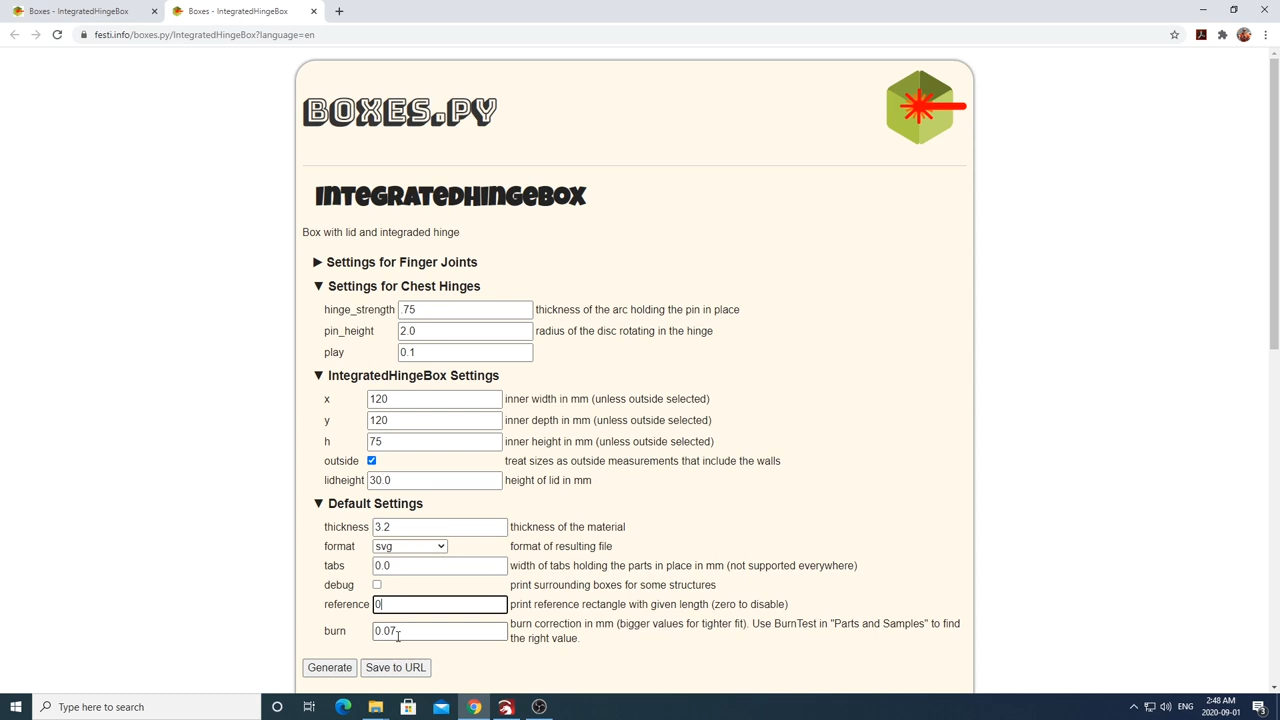 Boxes - IntegratedHingeBox
Boxes - IntegratedHingeBox
festi.info/boxes.py/IntegratedHingeBox?language=en
BOXES.PY
IntegratedHingeBox
Box with lid and integraded hinge
Settings for Finger Joints
Settings for Chest Hinges
hinge_strength .75 thickness of the arc holding the pin in place
pin_height 2.0 radius of the disc rotating in the hinge
play 0.1
IntegratedHingeBox Settings
x 120 inner width in mm (unless outside selected)
y 120 inner depth in mm (unless outside selected)
h 75 inner height in mm (unless outside selected)
outside treat sizes as outside measurements that include the walls
lidheight 30.0 height of lid in mm
Default Settings
thickness 3.2 thickness of the material
format svg format of resulting file
tabs 0.0 width of tabs holding the parts in place in mm (not supported everywhere)
debug print surrounding boxes for some structures
reference 0 print reference rectangle with given length (zero to disable)
burn 0.07 burn correction in mm (bigger values for tighter fit). Use BurnTest in "Parts and Samples" to find
the right value.
Generate Save to URL
Type here to search
ENG
2:48 AM
2020-09-01
3